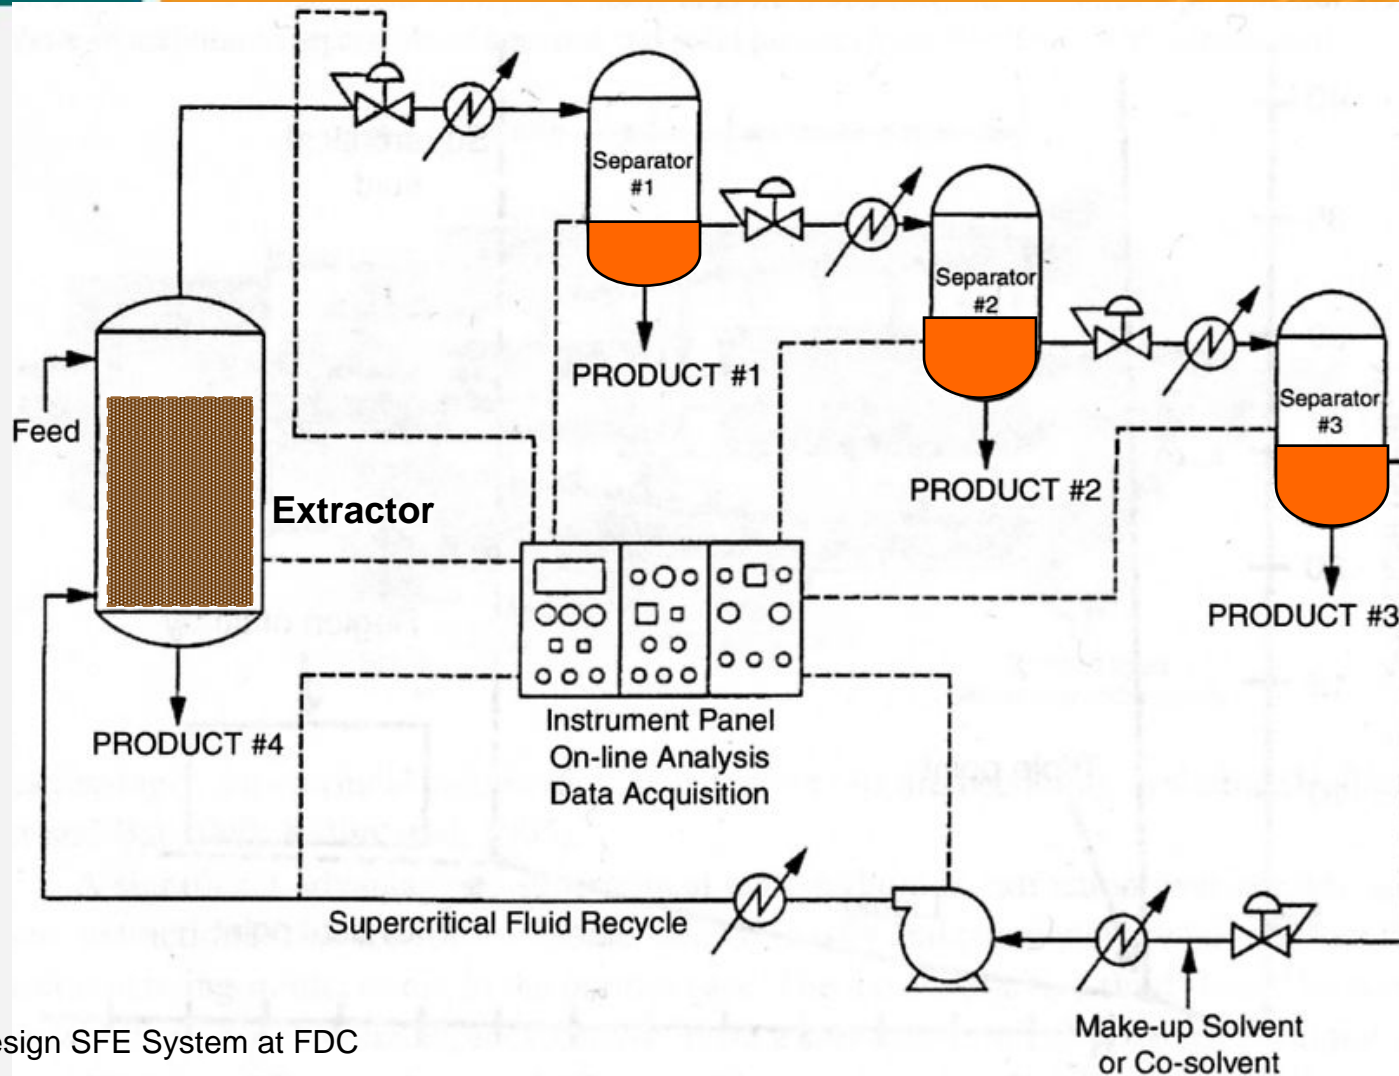 Separator
#1
Separator
#2
Separator
#3
PRODUCT #1
Feed
PRODUCT #2
Extractor
PRODUCT #3
PRODUCT #4
Instrument Panel
On-line Analysis
Data Acquisition
Supercritical Fluid Recycle
Make-up Solvent
or Co-solvent
esign SFE System at FDC